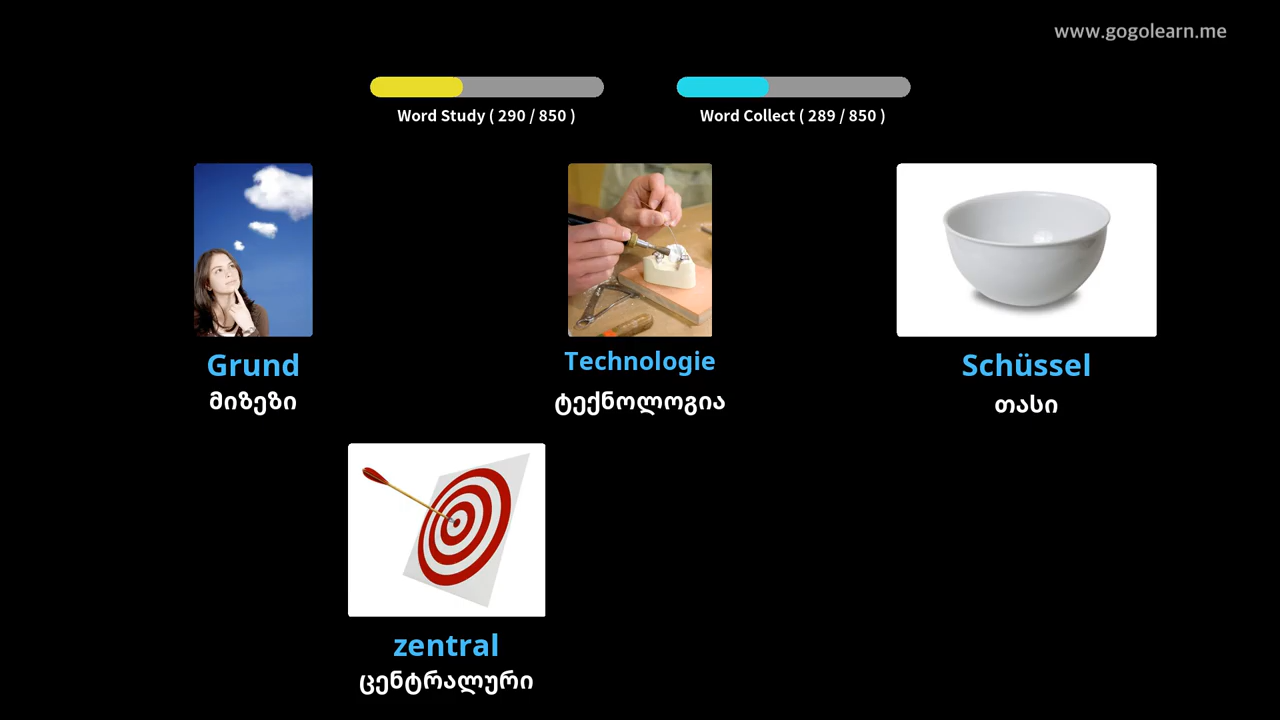 www.gogolearn.me
Word Study ( 290 / 850 )
Word Collect ( 289 / 850 )
Grund
მიზეზი
Technologie
ტექნოლოგია
Schüssel
თასი
zentral
ცენტრალური